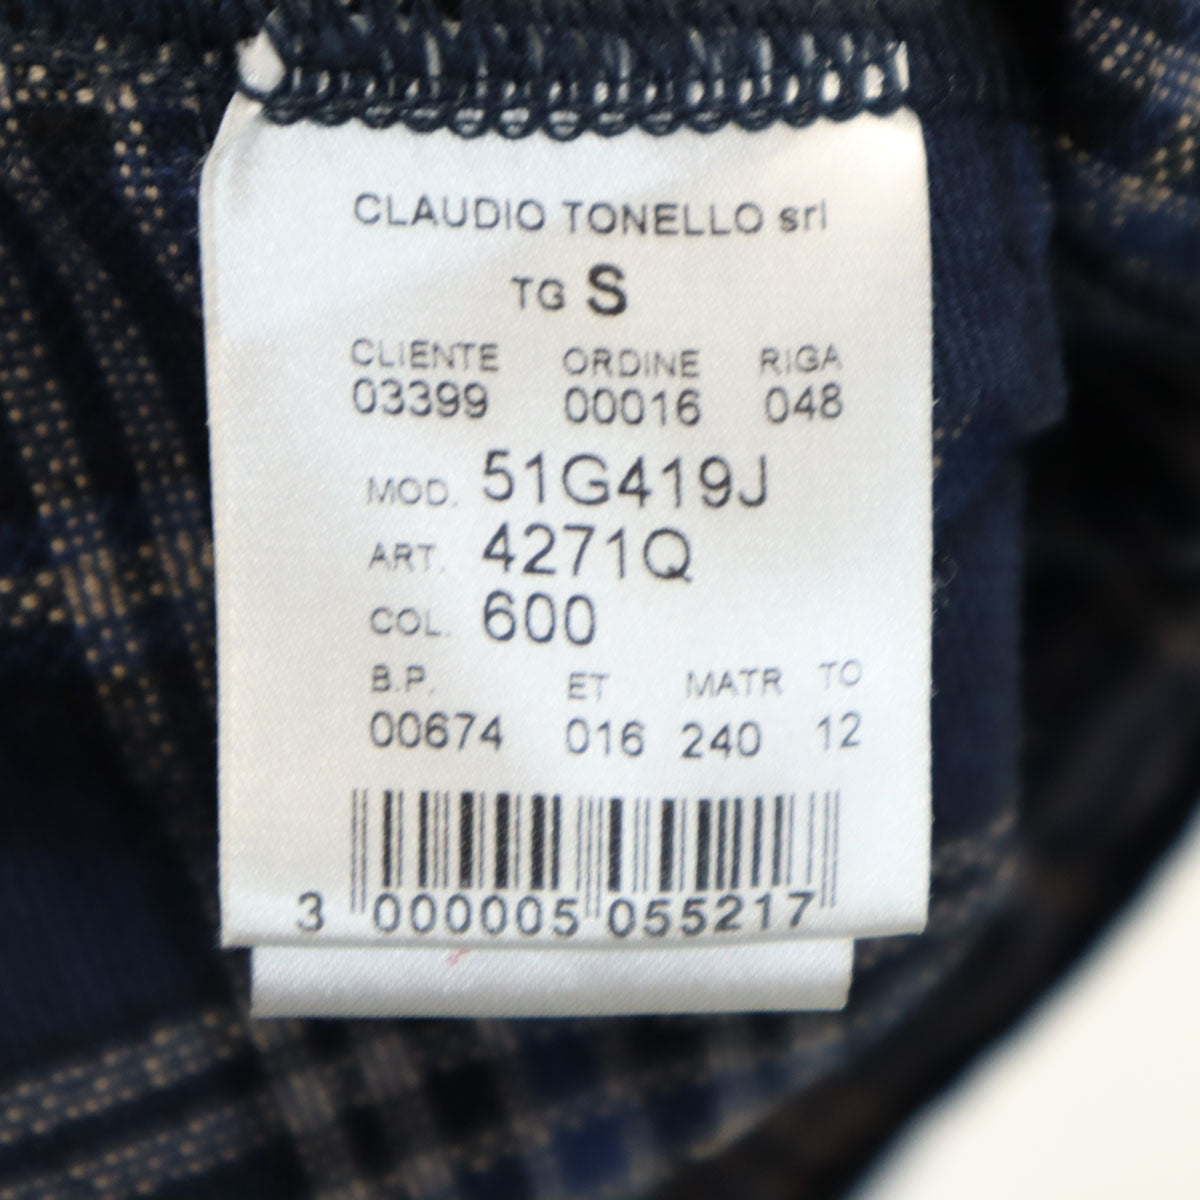 CLAUDIO TONELLO srl
TG S
CLIENTE ORDINE RIGA
03399 00016 048
MOD. 51G419J
ART. 4271Q
COL. 600
B.P. ET MATR TO
00674 016 240 12
3 000005 055217